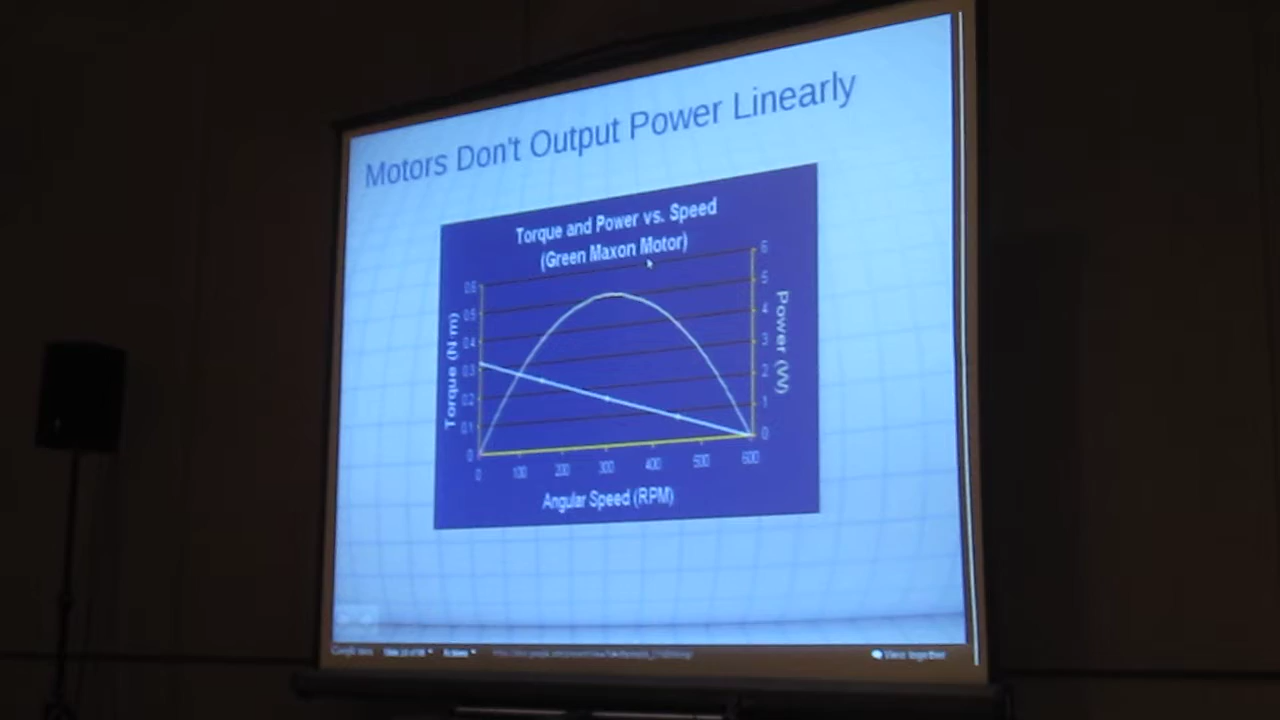 Motors Don't Output Power Linearly
Torque and Power vs. Speed
(Green Maxon Motor)
Torque (N-m)
0.6
0.5
0.4
0.3
0.2
0.1
0
6
5
4
3
2
1
0
Power (W)
0 100 200 300 400 500 600
Angular Speed (RPM)
View together